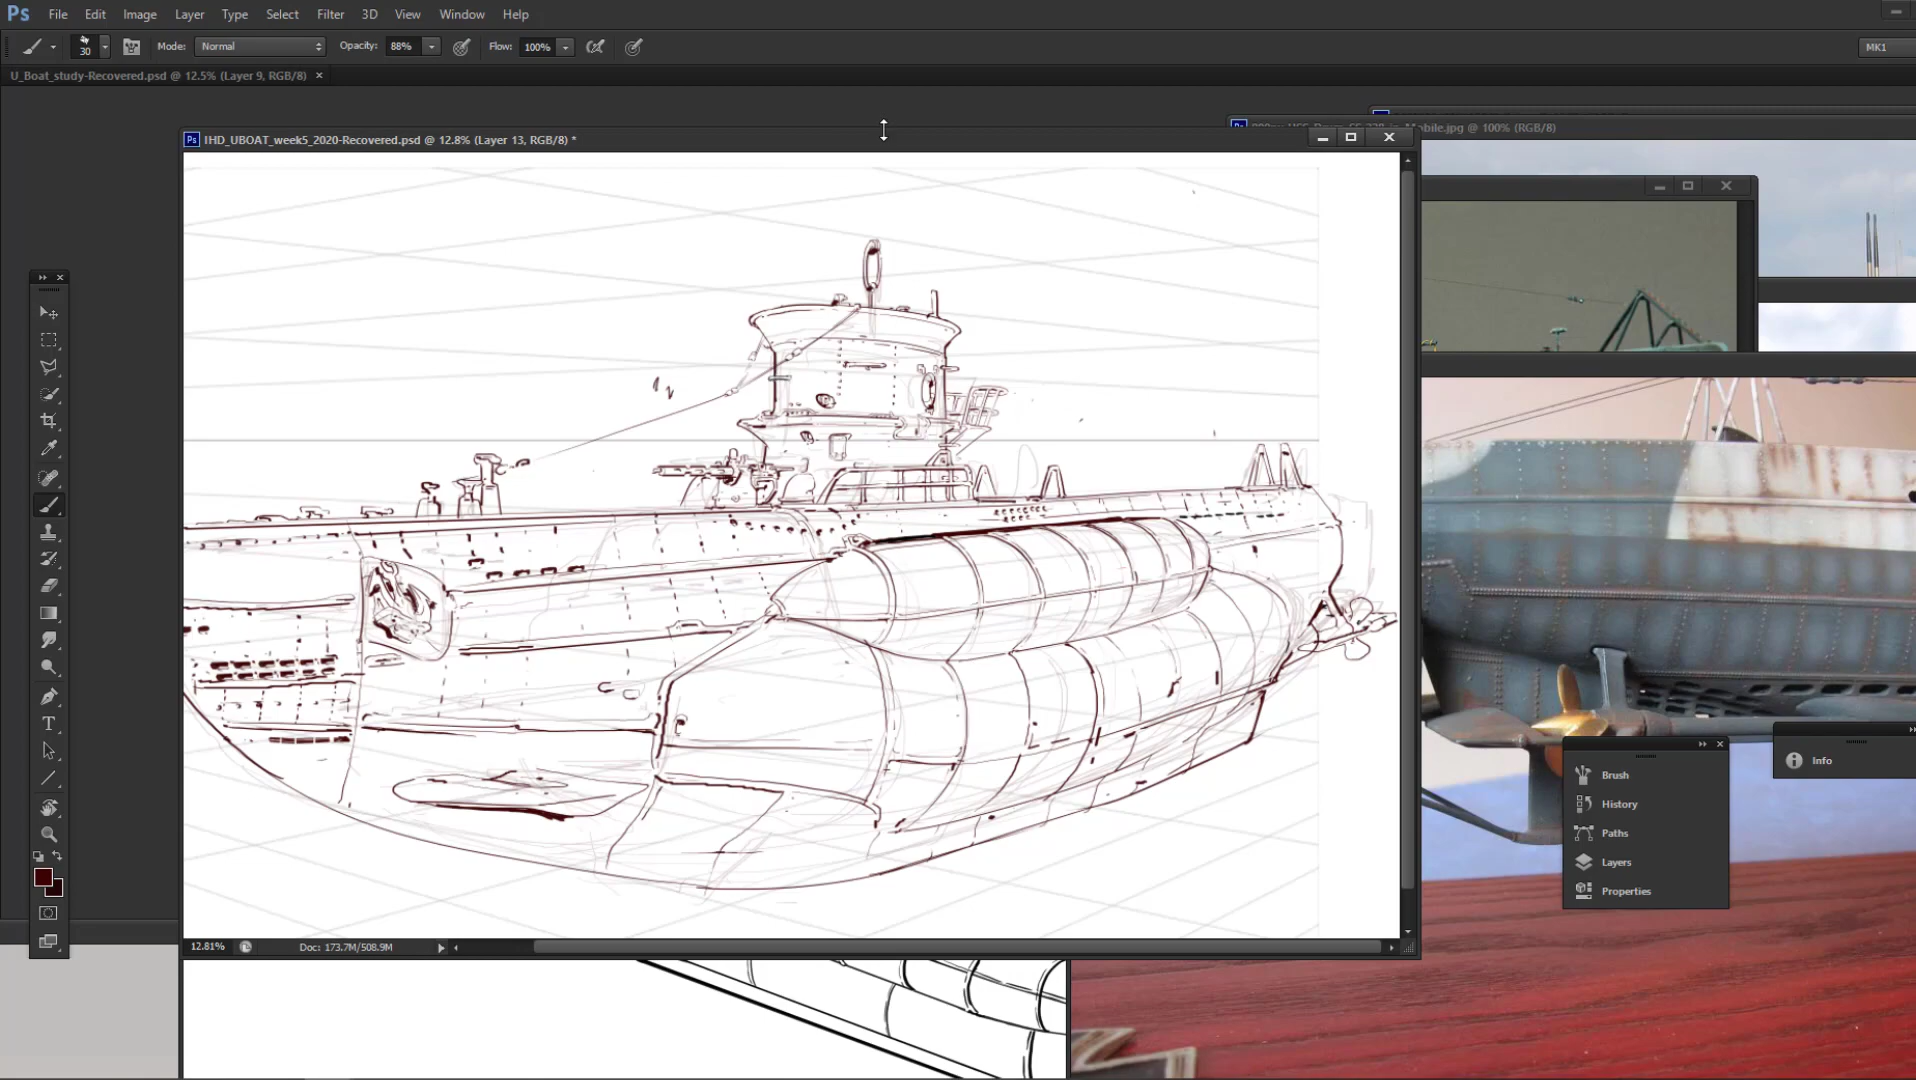 Ps File Edit Image Layer Type Select Filter 3D View Window Help
30 Mode: Normal Opacity: 88% Flow: 100% MK1
U_Boat_study-Recovered.psd @ 12.5% (Layer 9, RGB/8) ×
Ps IHD_UBOAT_week5_2020-Recovered.psd @ 12.8% (Layer 13, RGB/8) *
Mobile.jpg @ 100% (RGB/8)
T
Info
Brush
History
Paths
Layers
Properties
12.81% Doc: 173.7M/508.9M